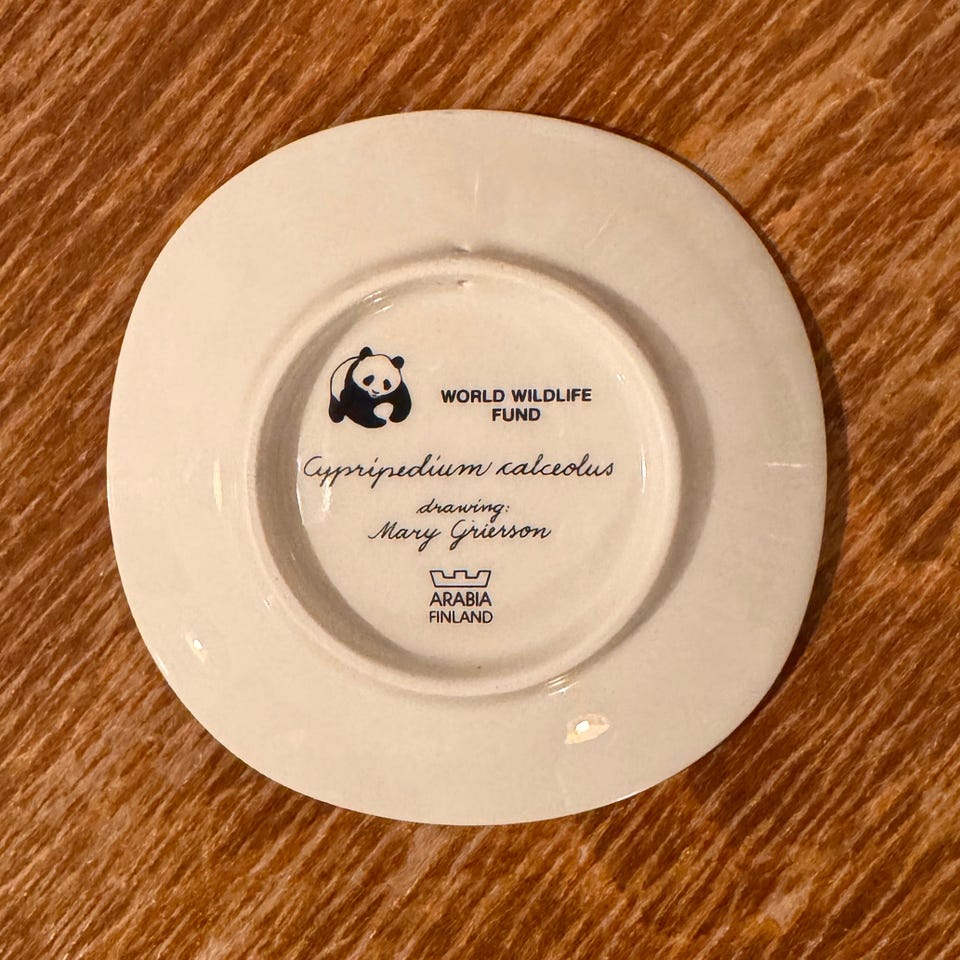 WORLD WILDLIFE
FUND
Cypripedium calceolus
drawing:
Mary Grierson
ARABIA
FINLAND